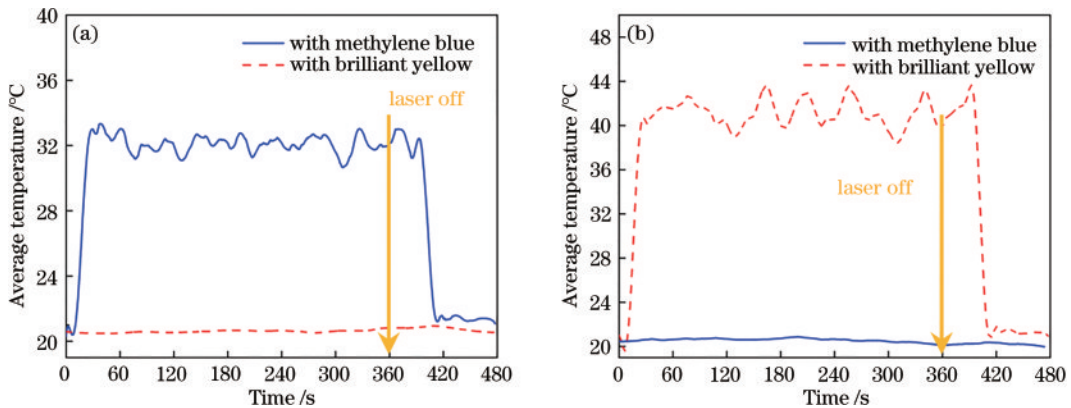 (a)
with methylene blue
with brilliant yellow
laser off
Average temperature /°C
40
36
32
28
24
20
0 60 120 180 240 300 360 420 480
Time /s
(b)
with methylene blue
with brilliant yellow
laser off
Average temperature /°C
48
44
40
36
32
28
24
20
0 60 120 180 240 300 360 420 480
Time /s